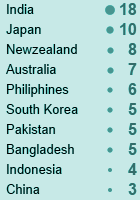 India 18
Japan 10
Newzealand 8
Australia 7
Philiphines 6
South Korea 5
Pakistan 5
Bangladesh 5
Indonesia 4
China 3